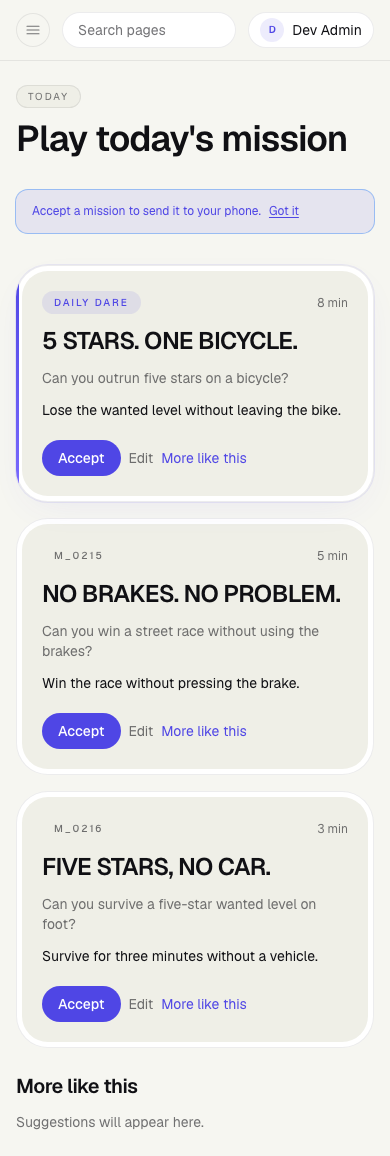 Search pages
D
Dev Admin
TODAY
Play today's mission
Accept a mission to send it to your phone. Got it
DAILY DARE
8 min
5 STARS. ONE BICYCLE.
Can you outrun five stars on a bicycle?
Lose the wanted level without leaving the bike.
Accept Edit More like this
M_0215
5 min
NO BRAKES. NO PROBLEM.
Can you win a street race without using the
brakes?
Win the race without pressing the brake.
Accept Edit More like this
M_0216
3 min
FIVE STARS, NO CAR.
Can you survive a five-star wanted level on
foot?
Survive for three minutes without a vehicle.
Accept Edit More like this
More like this
Suggestions will appear here.